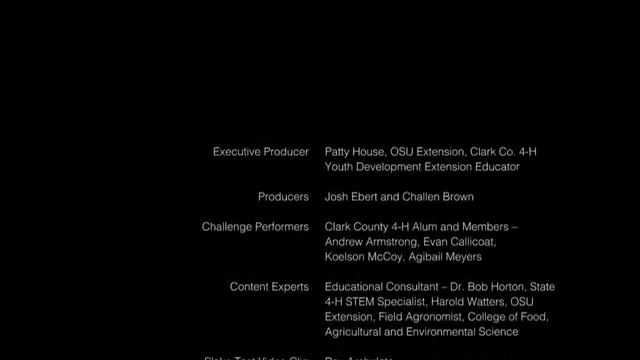 Executive Producer Patty House, OSU Extension, Clark Co. 4-H
Youth Development Extension Educator
Producers Josh Ebert and Challen Brown
Challenge Performers Clark County 4-H Alum and Members –
Andrew Armstrong, Evan Callicoat,
Koelson McCoy, Agibail Meyers
Content Experts Educational Consultant – Dr. Bob Horton, State
4-H STEM Specialist, Harold Watters, OSU
Extension, Field Agronomist, College of Food,
Agricultural and Environmental Science